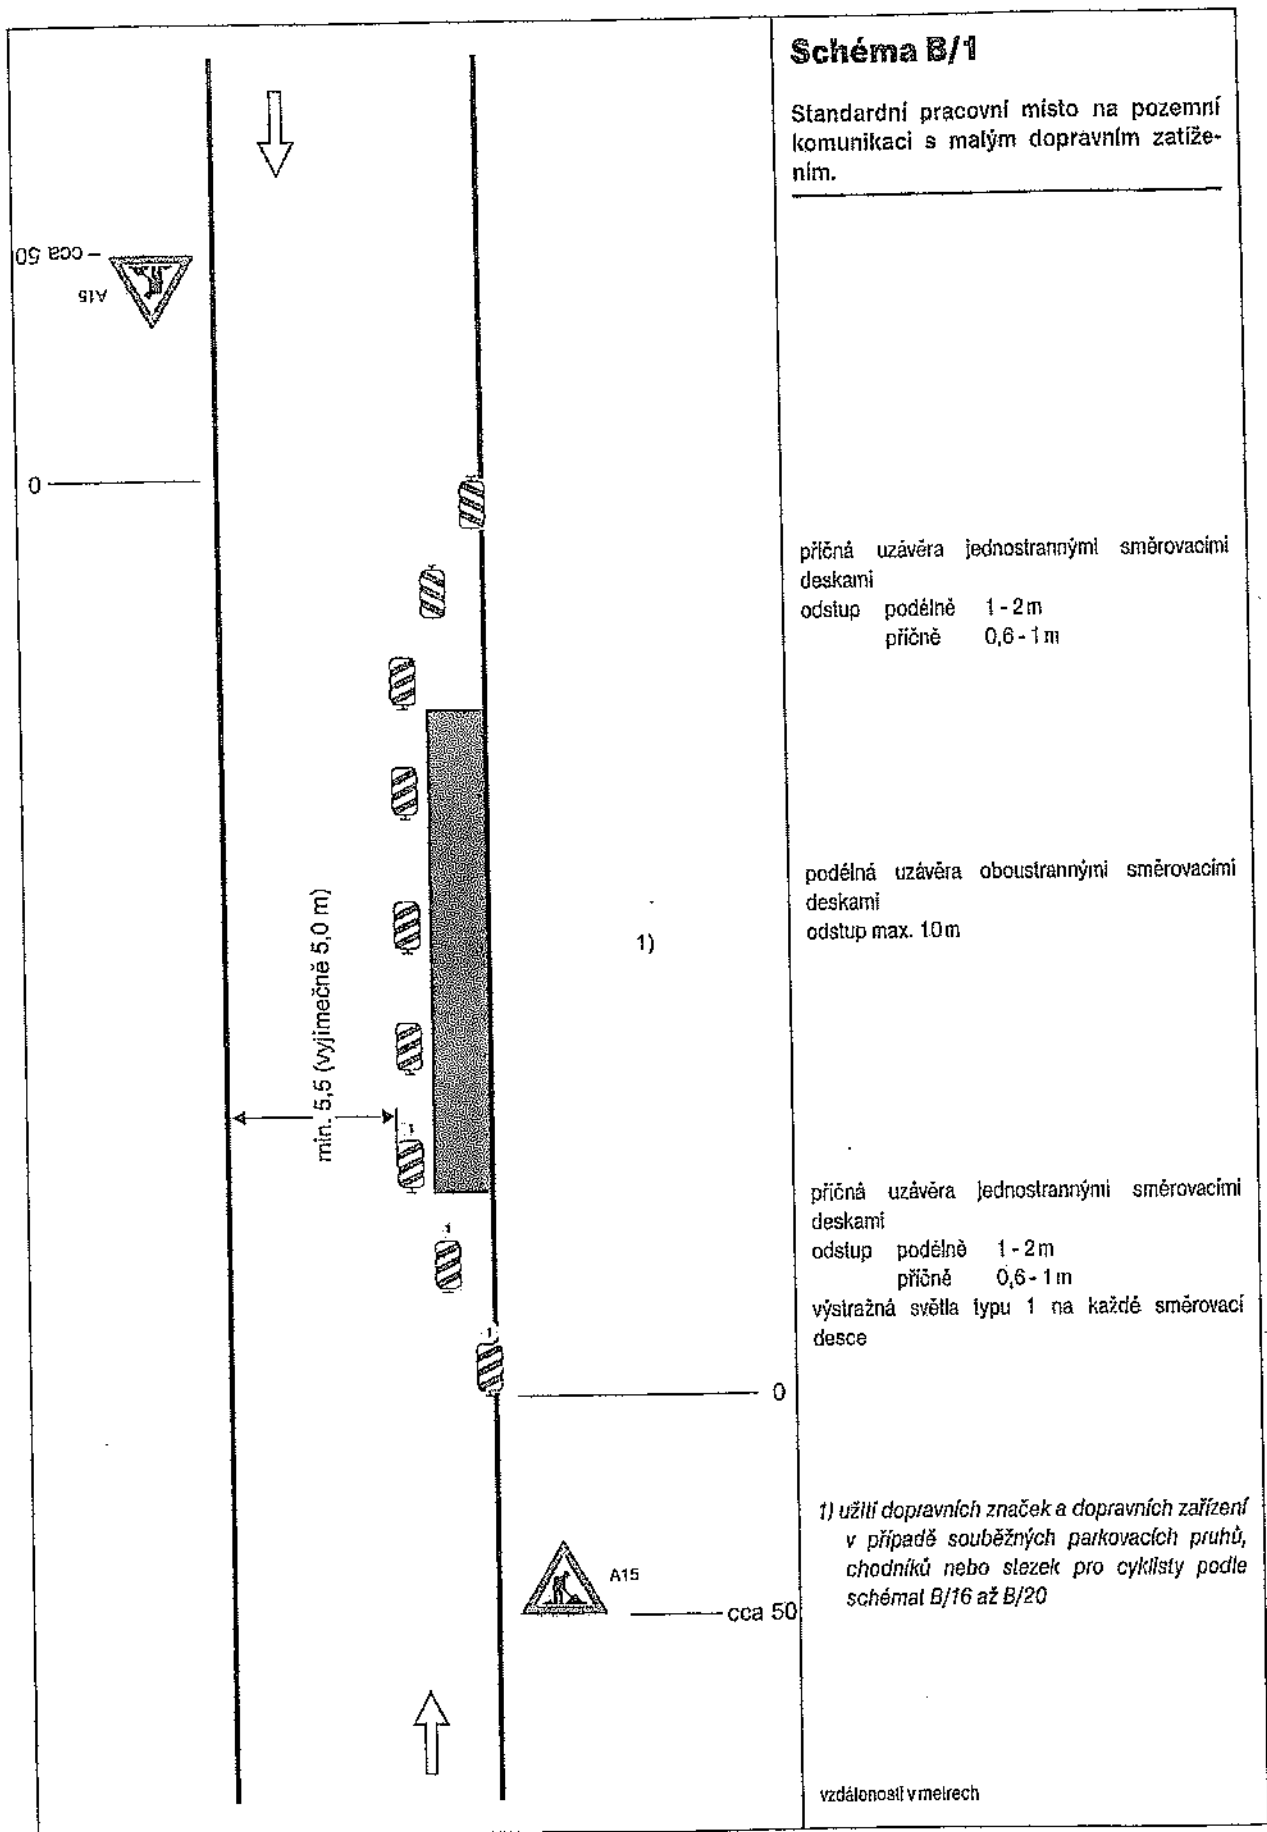 Schéma B/1
Standardní pracovní místo na pozemní
komunikaci s malým dopravním zatíže-
ním.
cca 50
A15
0
příčná uzávěra jednostrannými směrovacími
deskami
odstup podélně 1 - 2 m
příčně 0,6 - 1 m
podélná uzávěra oboustrannými směrovacími
deskami
odstup max. 10 m
1)
min. 5,5 (vyjímečně 5,0 m)
1
1
1
příčná uzávěra jednostrannými směrovacími
deskami
odstup podélně 1 - 2 m
příčně 0,6 - 1 m
výstražná světla typu 1 na každé směrovací
desce
0
A15
cca 50
1) užití dopravních značek a dopravních zařízení
v případě souběžných parkovacích pruhů,
chodníků nebo stezek pro cyklisty podle
schémat B/16 až B/20
vzdálenosti v metrech